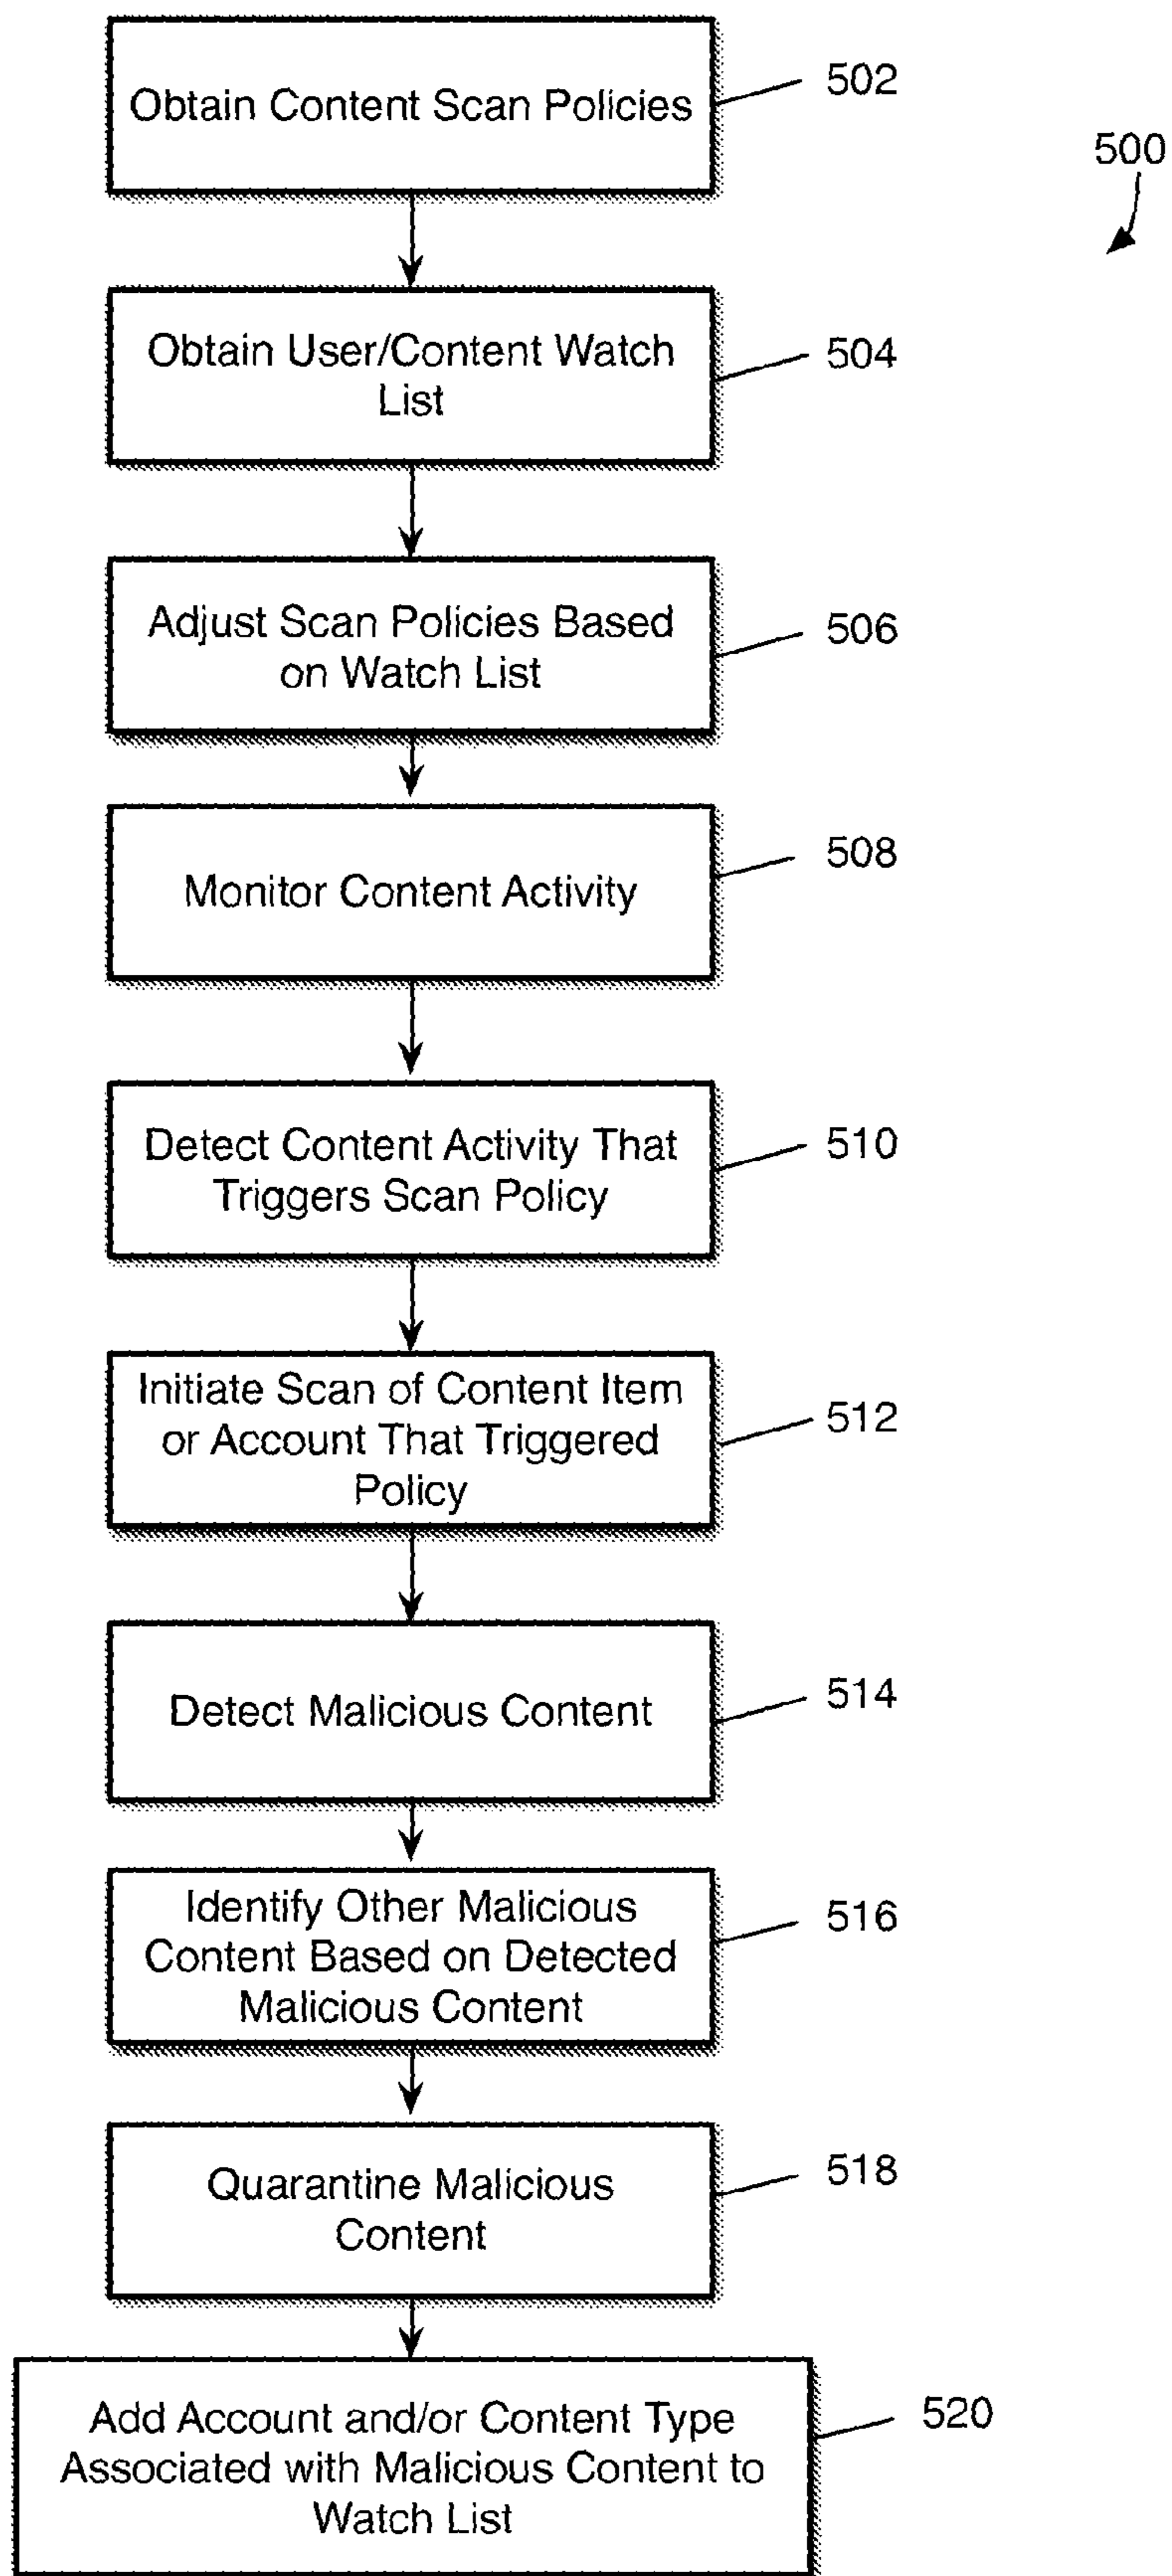 Obtain Content Scan Policies
502
500
Obtain User/Content Watch
List
504
Adjust Scan Policies Based
on Watch List
506
Monitor Content Activity
508
Detect Content Activity That
Triggers Scan Policy
510
Initiate Scan of Content Item
or Account That Triggered
Policy
512
Detect Malicious Content
514
Identify Other Malicious
Content Based on Detected
Malicious Content
516
Quarantine Malicious
Content
518
Add Account and/or Content Type
Associated with Malicious Content to
Watch List
520